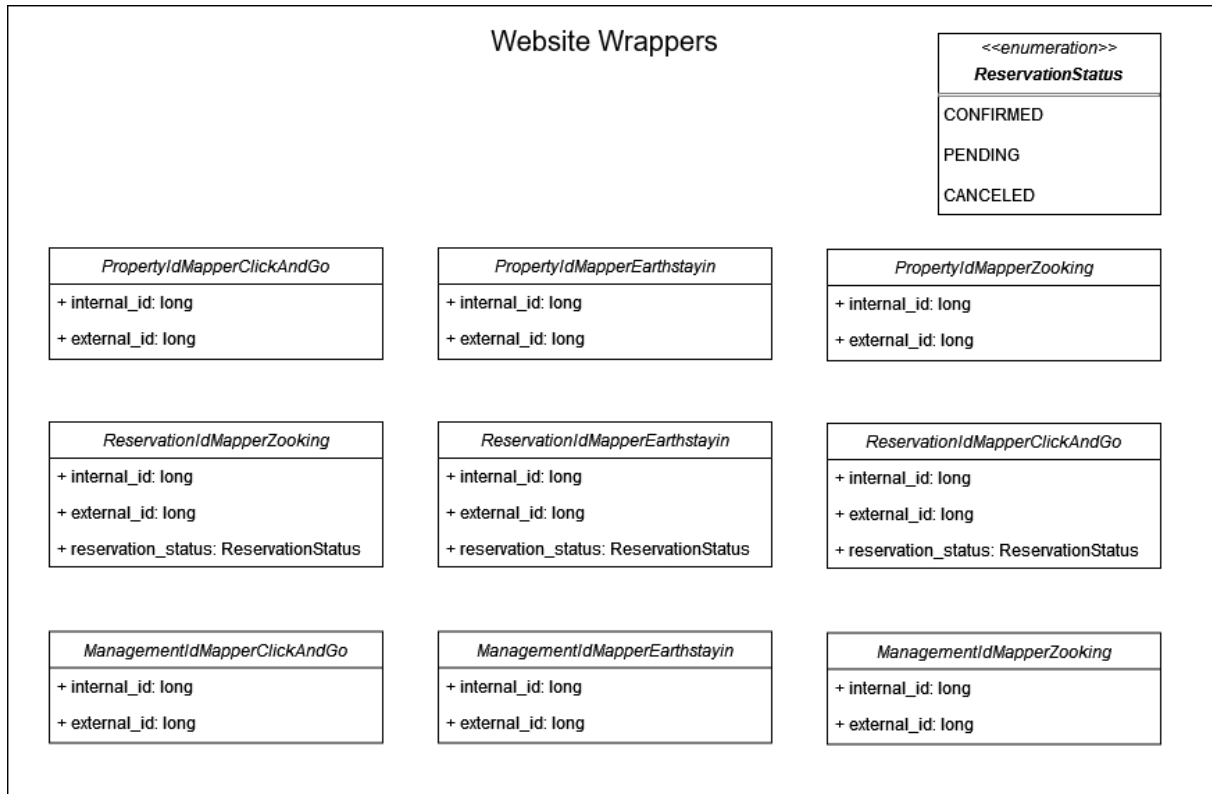 Website Wrappers
<<enumeration>>
ReservationStatus
CONFIRMED
PENDING
CANCELED
PropertyIdMapperClickAndGo
+ internal_id: long
+ external_id: long
PropertyIdMapperEarthstayin
+ internal_id: long
+ external_id: long
PropertyIdMapperZooking
+ internal_id: long
+ external_id: long
ReservationIdMapperZooking
+ internal_id: long
+ external_id: long
+ reservation_status: ReservationStatus
ReservationIdMapperEarthstayin
+ internal_id: long
+ external_id: long
+ reservation_status: ReservationStatus
ReservationIdMapperClickAndGo
+ internal_id: long
+ external_id: long
+ reservation_status: ReservationStatus
ManagementIdMapperClickAndGo
+ internal_id: long
+ external_id: long
ManagementIdMapperEarthstayin
+ internal_id: long
+ external_id: long
ManagementIdMapperZooking
+ internal_id: long
+ external_id: long